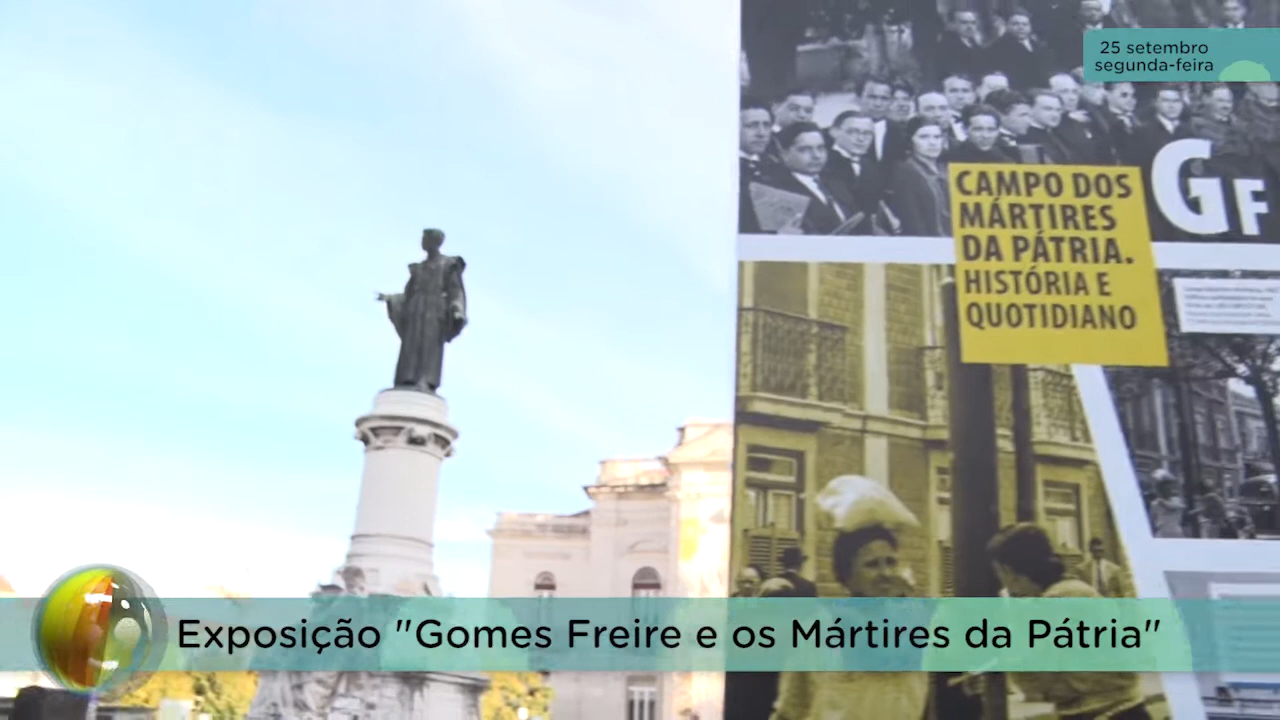 25 setembro
segunda-feira
CAMPO DOS
MÁRTIRES
DA PÁTRIA.
HISTÓRIA E
QUOTIDIANO
GF
Exposição "Gomes Freire e os Mártires da Pátria"